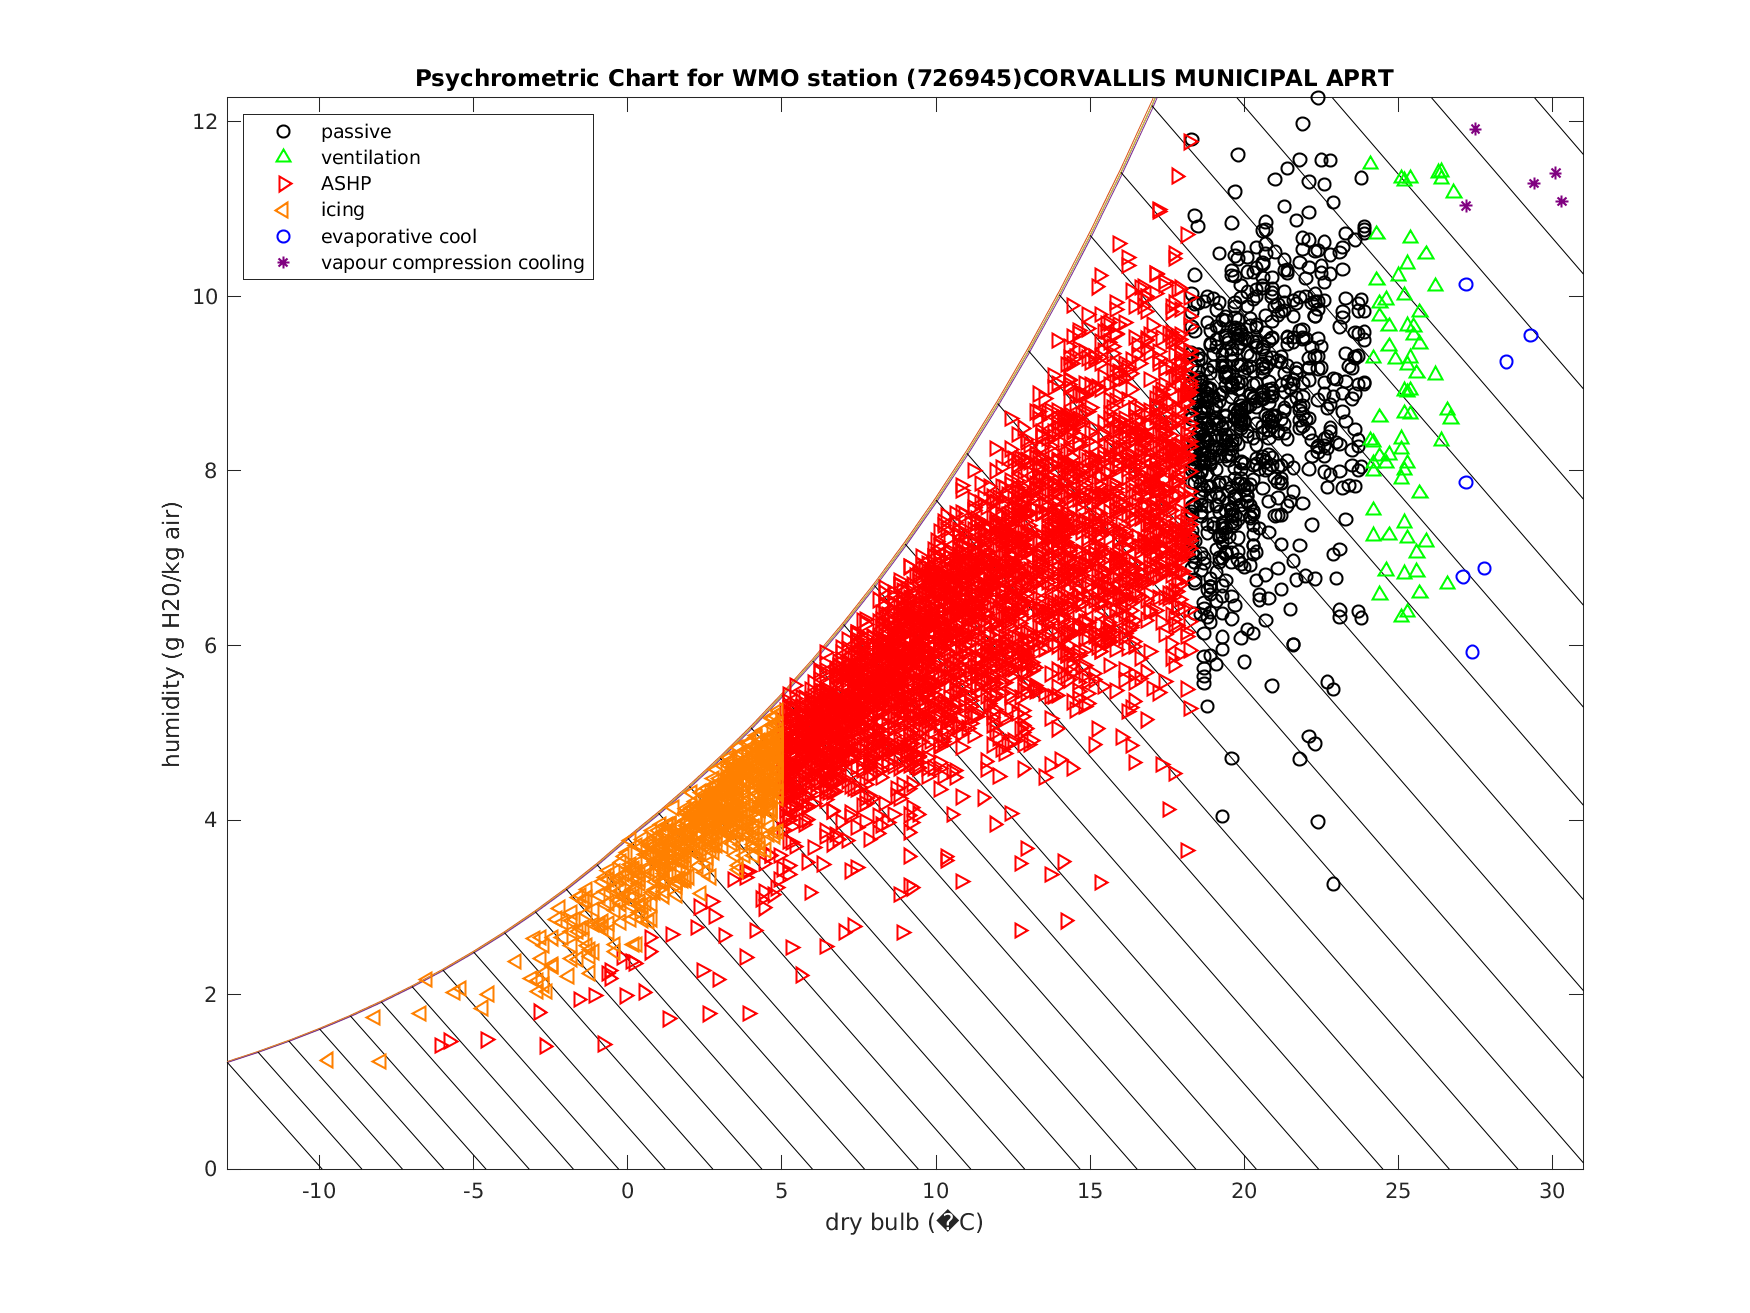 Psychrometric Chart for WMO station (726945)CORVALLIS MUNICIPAL APRT
passive
ventilation
ASHP
icing
evaporative cool
vapour compression cooling
humidity (g H20/kg air)
12
10
8
6
4
2
0
-10 -5 0 5 10 15 20 25 30
dry bulb (�C)